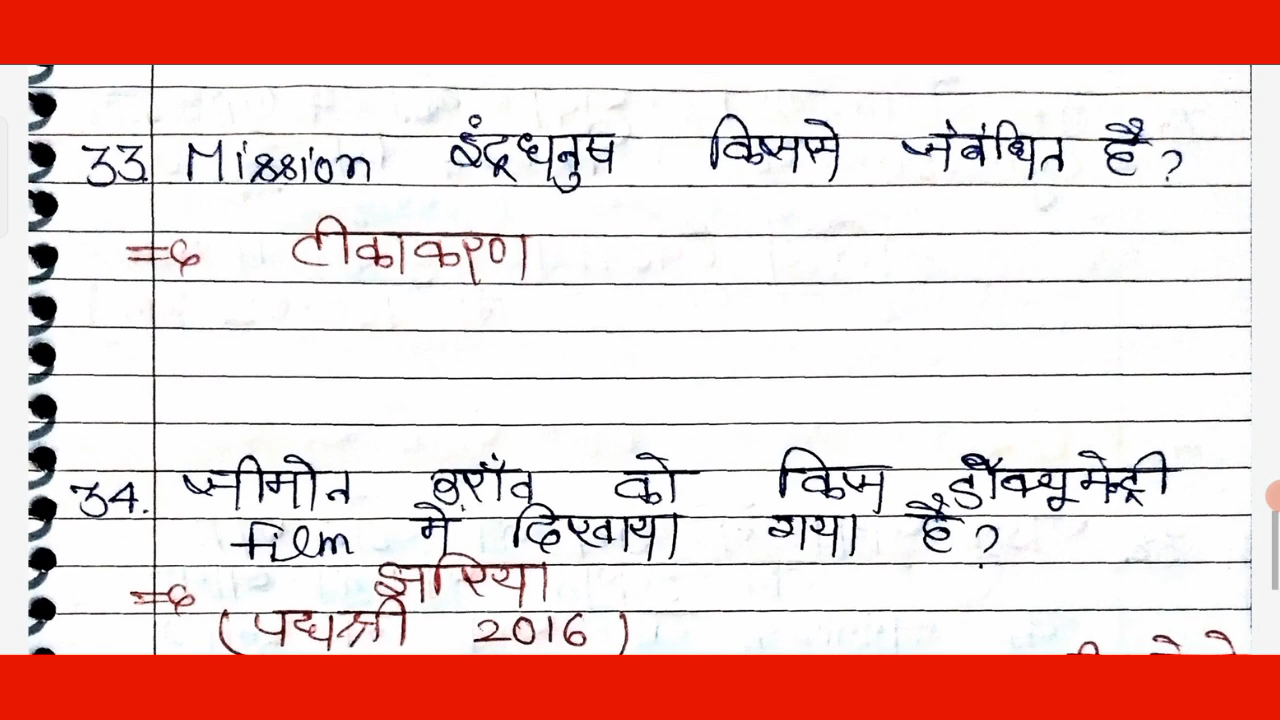 33. Mission इंद्रधनुष किससे संबंधित है?
=> टीकाकरण
34. सीमोन उराँव को किस डॉक्यूमेन्ट्री
film में दिखाया गया है?
=> झरिया
(पद्मश्री 2016)